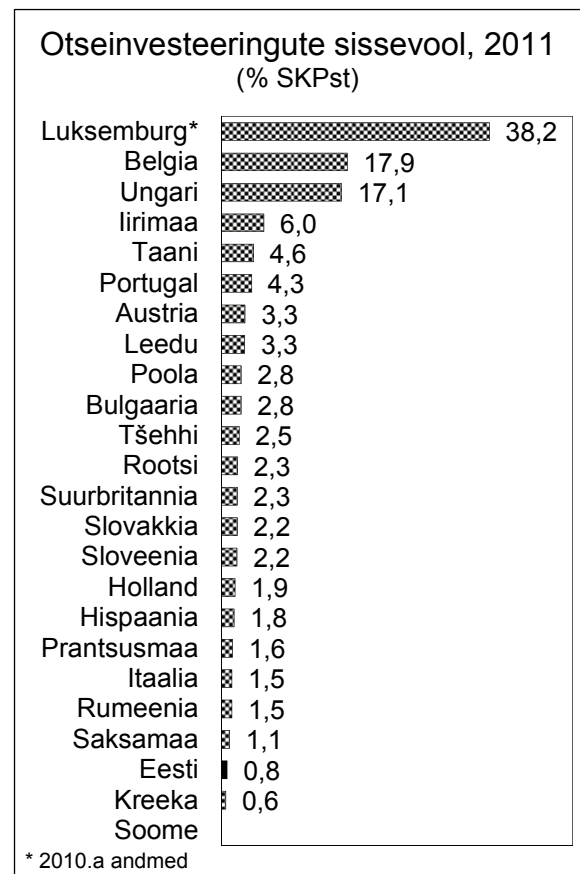 Otseinvesteeringute sissevool, 2011
(% SKPst)
Luksemburg* 38,2
Belgia 17,9
Ungari 17,1
Iirimaa 6,0
Taani 4,6
Portugal 4,3
Austria 3,3
Leedu 3,3
Poola 2,8
Bulgaaria 2,8
Tšehhi 2,5
Rootsi 2,3
Suurbritannia 2,3
Slovakkia 2,2
Sloveenia 2,2
Holland 1,9
Hispaania 1,8
Prantsusmaa 1,6
Itaalia 1,5
Rumeenia 1,5
Saksamaa 1,1
Eesti 0,8
Kreeka 0,6
Soome
* 2010.a andmed